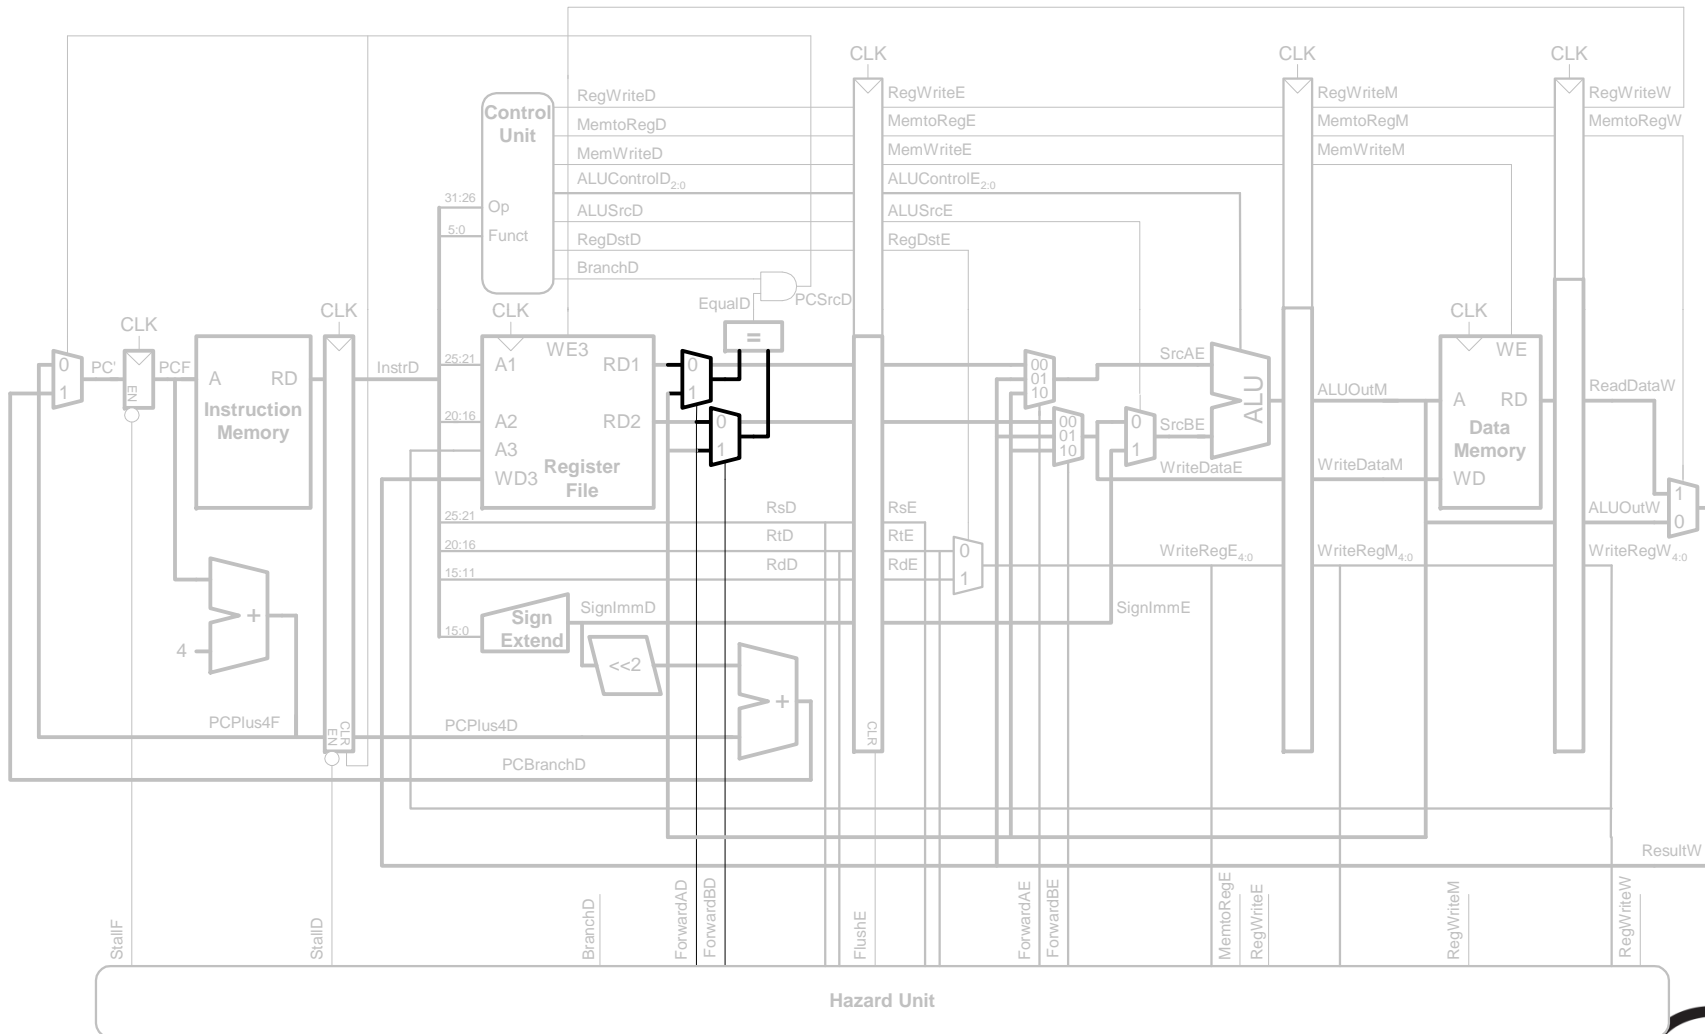 CLK CLK CLK
RegWriteD RegWriteE RegWriteM RegWriteW
Control Unit
MemtoRegD MemtoRegE MemtoRegM MemtoRegW
MemWriteD MemWriteE MemWriteM
ALUControlD2:0 ALUControlE2:0
31:26 Op ALUSrcD ALUSrcE
5:0 Funct RegDstD RegDstE
BranchD
EqualD PCSrcD
CLK CLK CLK CLK
=
WE3 WE
0 PC' PCF A RD InstrD 25:21 A1 RD1 0 00 SrcAE
1 EN 1 01 10
Instruction Memory
ALU ALUOutM A RD ReadDataW
20:16 A2 RD2 0 00 0 SrcBE
A3 1 01 10 1
Data Memory
WD3 Register File WriteDataE WriteDataM WD 1
25:21 RsD RsE ALUOutW 0
20:16 RtD RtE 0 WriteRegE4:0 WriteRegM4:0 WriteRegW4:0
15:11 RdD RdE 1
+
15:0 Sign Extend SignImmD SignImmE
4 <<2
+
PCPlus4F EN CLR PCPlus4D CLR
PCBranchD
ResultW
StallF StallD BranchD ForwardAD ForwardBD FlushE ForwardAE ForwardBE MemtoRegE RegWriteE RegWriteM RegWriteW
Hazard Unit